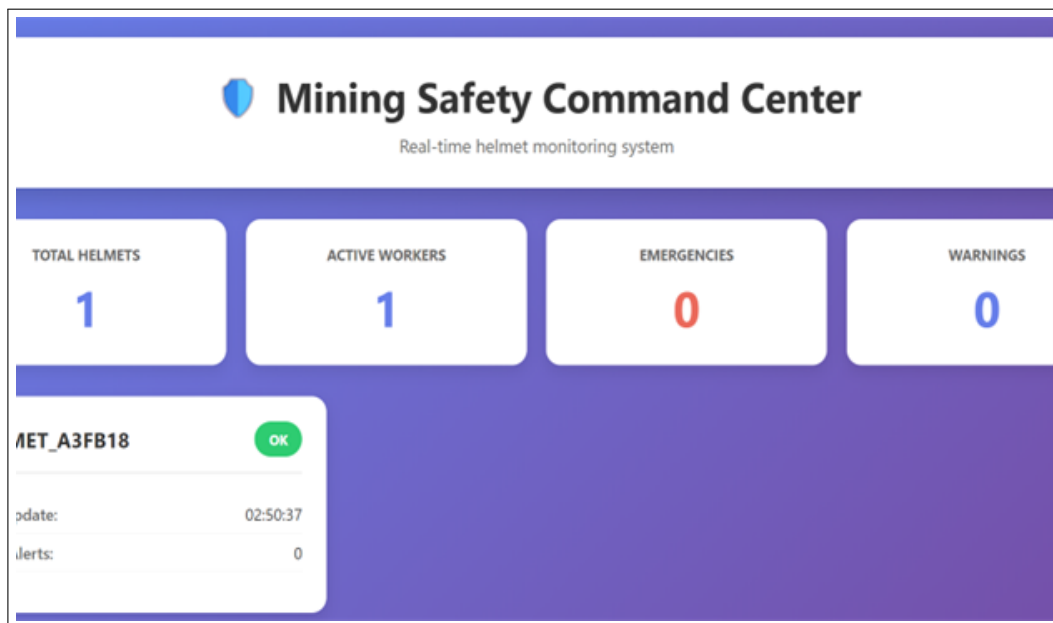 Mining Safety Command Center
Real-time helmet monitoring system
TOTAL HELMETS
1
ACTIVE WORKERS
1
EMERGENCIES
0
WARNINGS
0
MET_A3FB18 OK
pdate: 02:50:37
lerts: 0